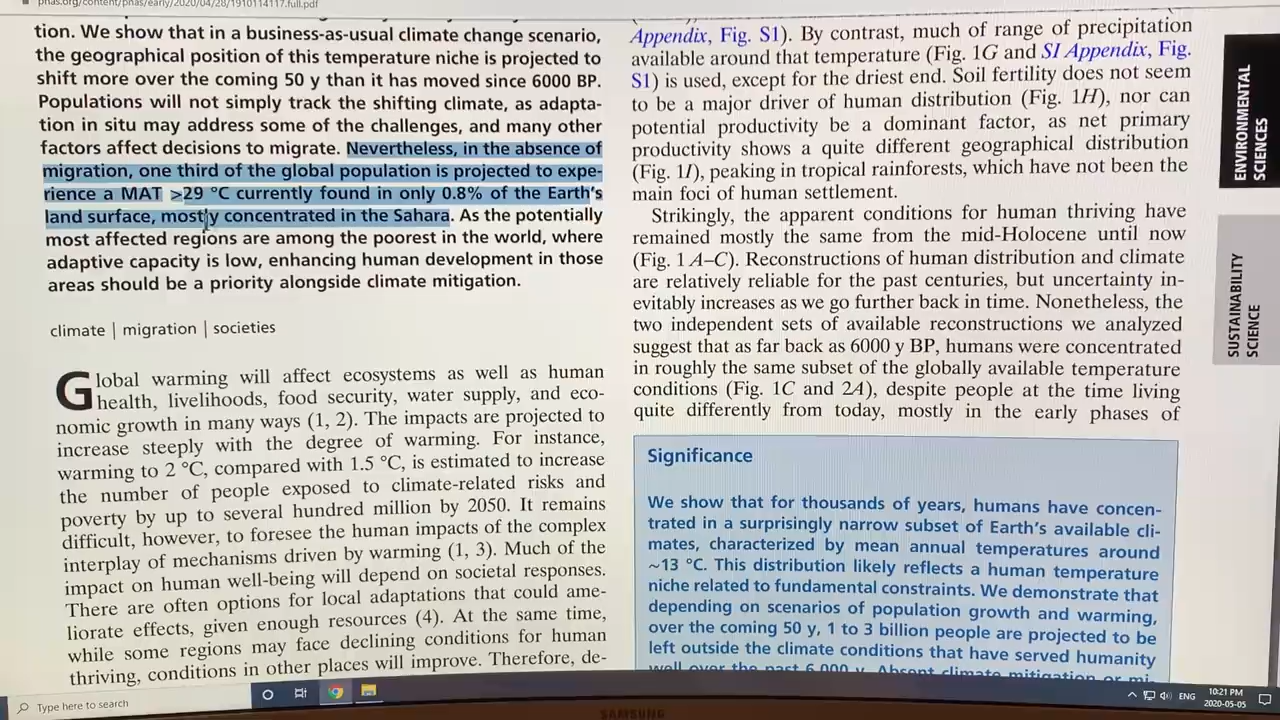 pnas.org/content/pnas/early/2020/04/28/1910114117.full.pdf
tion. We show that in a business-as-usual climate change scenario,
the geographical position of this temperature niche is projected to
shift more over the coming 50 y than it has moved since 6000 BP.
Populations will not simply track the shifting climate, as adapta-
tion in situ may address some of the challenges, and many other
factors affect decisions to migrate. Nevertheless, in the absence of
migration, one third of the global population is projected to expe-
rience a MAT >29 °C currently found in only 0.8% of the Earth's
land surface, mostly concentrated in the Sahara. As the potentially
most affected regions are among the poorest in the world, where
adaptive capacity is low, enhancing human development in those
areas should be a priority alongside climate mitigation.
climate | migration | societies
Global warming will affect ecosystems as well as human
health, livelihoods, food security, water supply, and eco-
nomic growth in many ways (1, 2). The impacts are projected to
increase steeply with the degree of warming. For instance,
warming to 2 °C, compared with 1.5 °C, is estimated to increase
the number of people exposed to climate-related risks and
poverty by up to several hundred million by 2050. It remains
difficult, however, to foresee the human impacts of the complex
interplay of mechanisms driven by warming (1, 3). Much of the
impact on human well-being will depend on societal responses.
There are often options for local adaptations that could ame-
liorate effects, given enough resources (4). At the same time,
while some regions may face declining conditions for human
thriving, conditions in other places will improve. Therefore, de-
Appendix, Fig. S1). By contrast, much of range of precipitation
available around that temperature (Fig. 1G and SI Appendix, Fig.
S1) is used, except for the driest end. Soil fertility does not seem
to be a major driver of human distribution (Fig. 1H), nor can
potential productivity be a dominant factor, as net primary
productivity shows a quite different geographical distribution
(Fig. 1I), peaking in tropical rainforests, which have not been the
main foci of human settlement.
Strikingly, the apparent conditions for human thriving have
remained mostly the same from the mid-Holocene until now
(Fig. 1 A–C). Reconstructions of human distribution and climate
are relatively reliable for the past centuries, but uncertainty in-
evitably increases as we go further back in time. Nonetheless, the
two independent sets of available reconstructions we analyzed
suggest that as far back as 6000 y BP, humans were concentrated
in roughly the same subset of the globally available temperature
conditions (Fig. 1C and 2A), despite people at the time living
quite differently from today, mostly in the early phases of
Significance
We show that for thousands of years, humans have concen-
trated in a surprisingly narrow subset of Earth's available cli-
mates, characterized by mean annual temperatures around
~13 °C. This distribution likely reflects a human temperature
niche related to fundamental constraints. We demonstrate that
depending on scenarios of population growth and warming,
over the coming 50 y, 1 to 3 billion people are projected to be
left outside the climate conditions that have served humanity
well over the past 6,000 y. Absent climate mitigation or mi-
ENVIRONMENTAL
SCIENCES
SUSTAINABILITY
SCIENCE
Type here to search
ENG
10:21 PM
2020-05-05
SAMSUNG